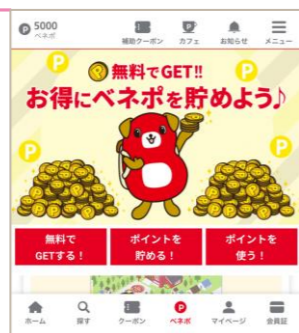 P 5000
ベネポ
補助クーポン カフェ お知らせ メニュー
P 無料でGET!!
お得にベネポを貯めよう♪
無料で
GETする！
ポイントを
貯める！
ポイントを
使う！
ホーム 探す クーポン ベネポ マイページ 会員証